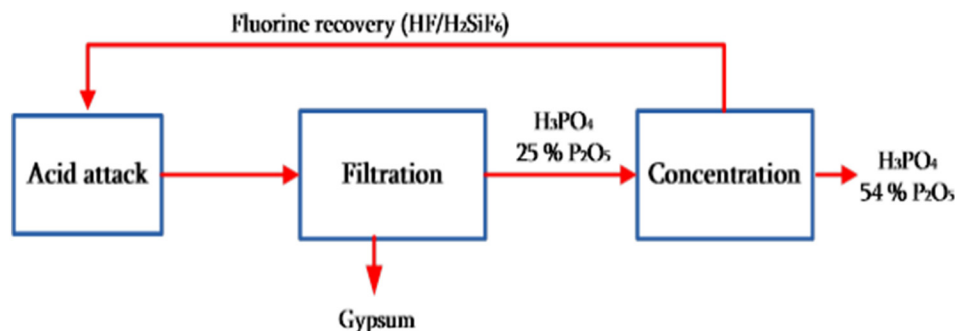 Fluorine recovery (HF/H₂SiF₆)
Acid attack
Filtration
H₃PO₄
25 % P₂O₅
Concentration
H₃PO₄
54 % P₂O₅
Gypsum